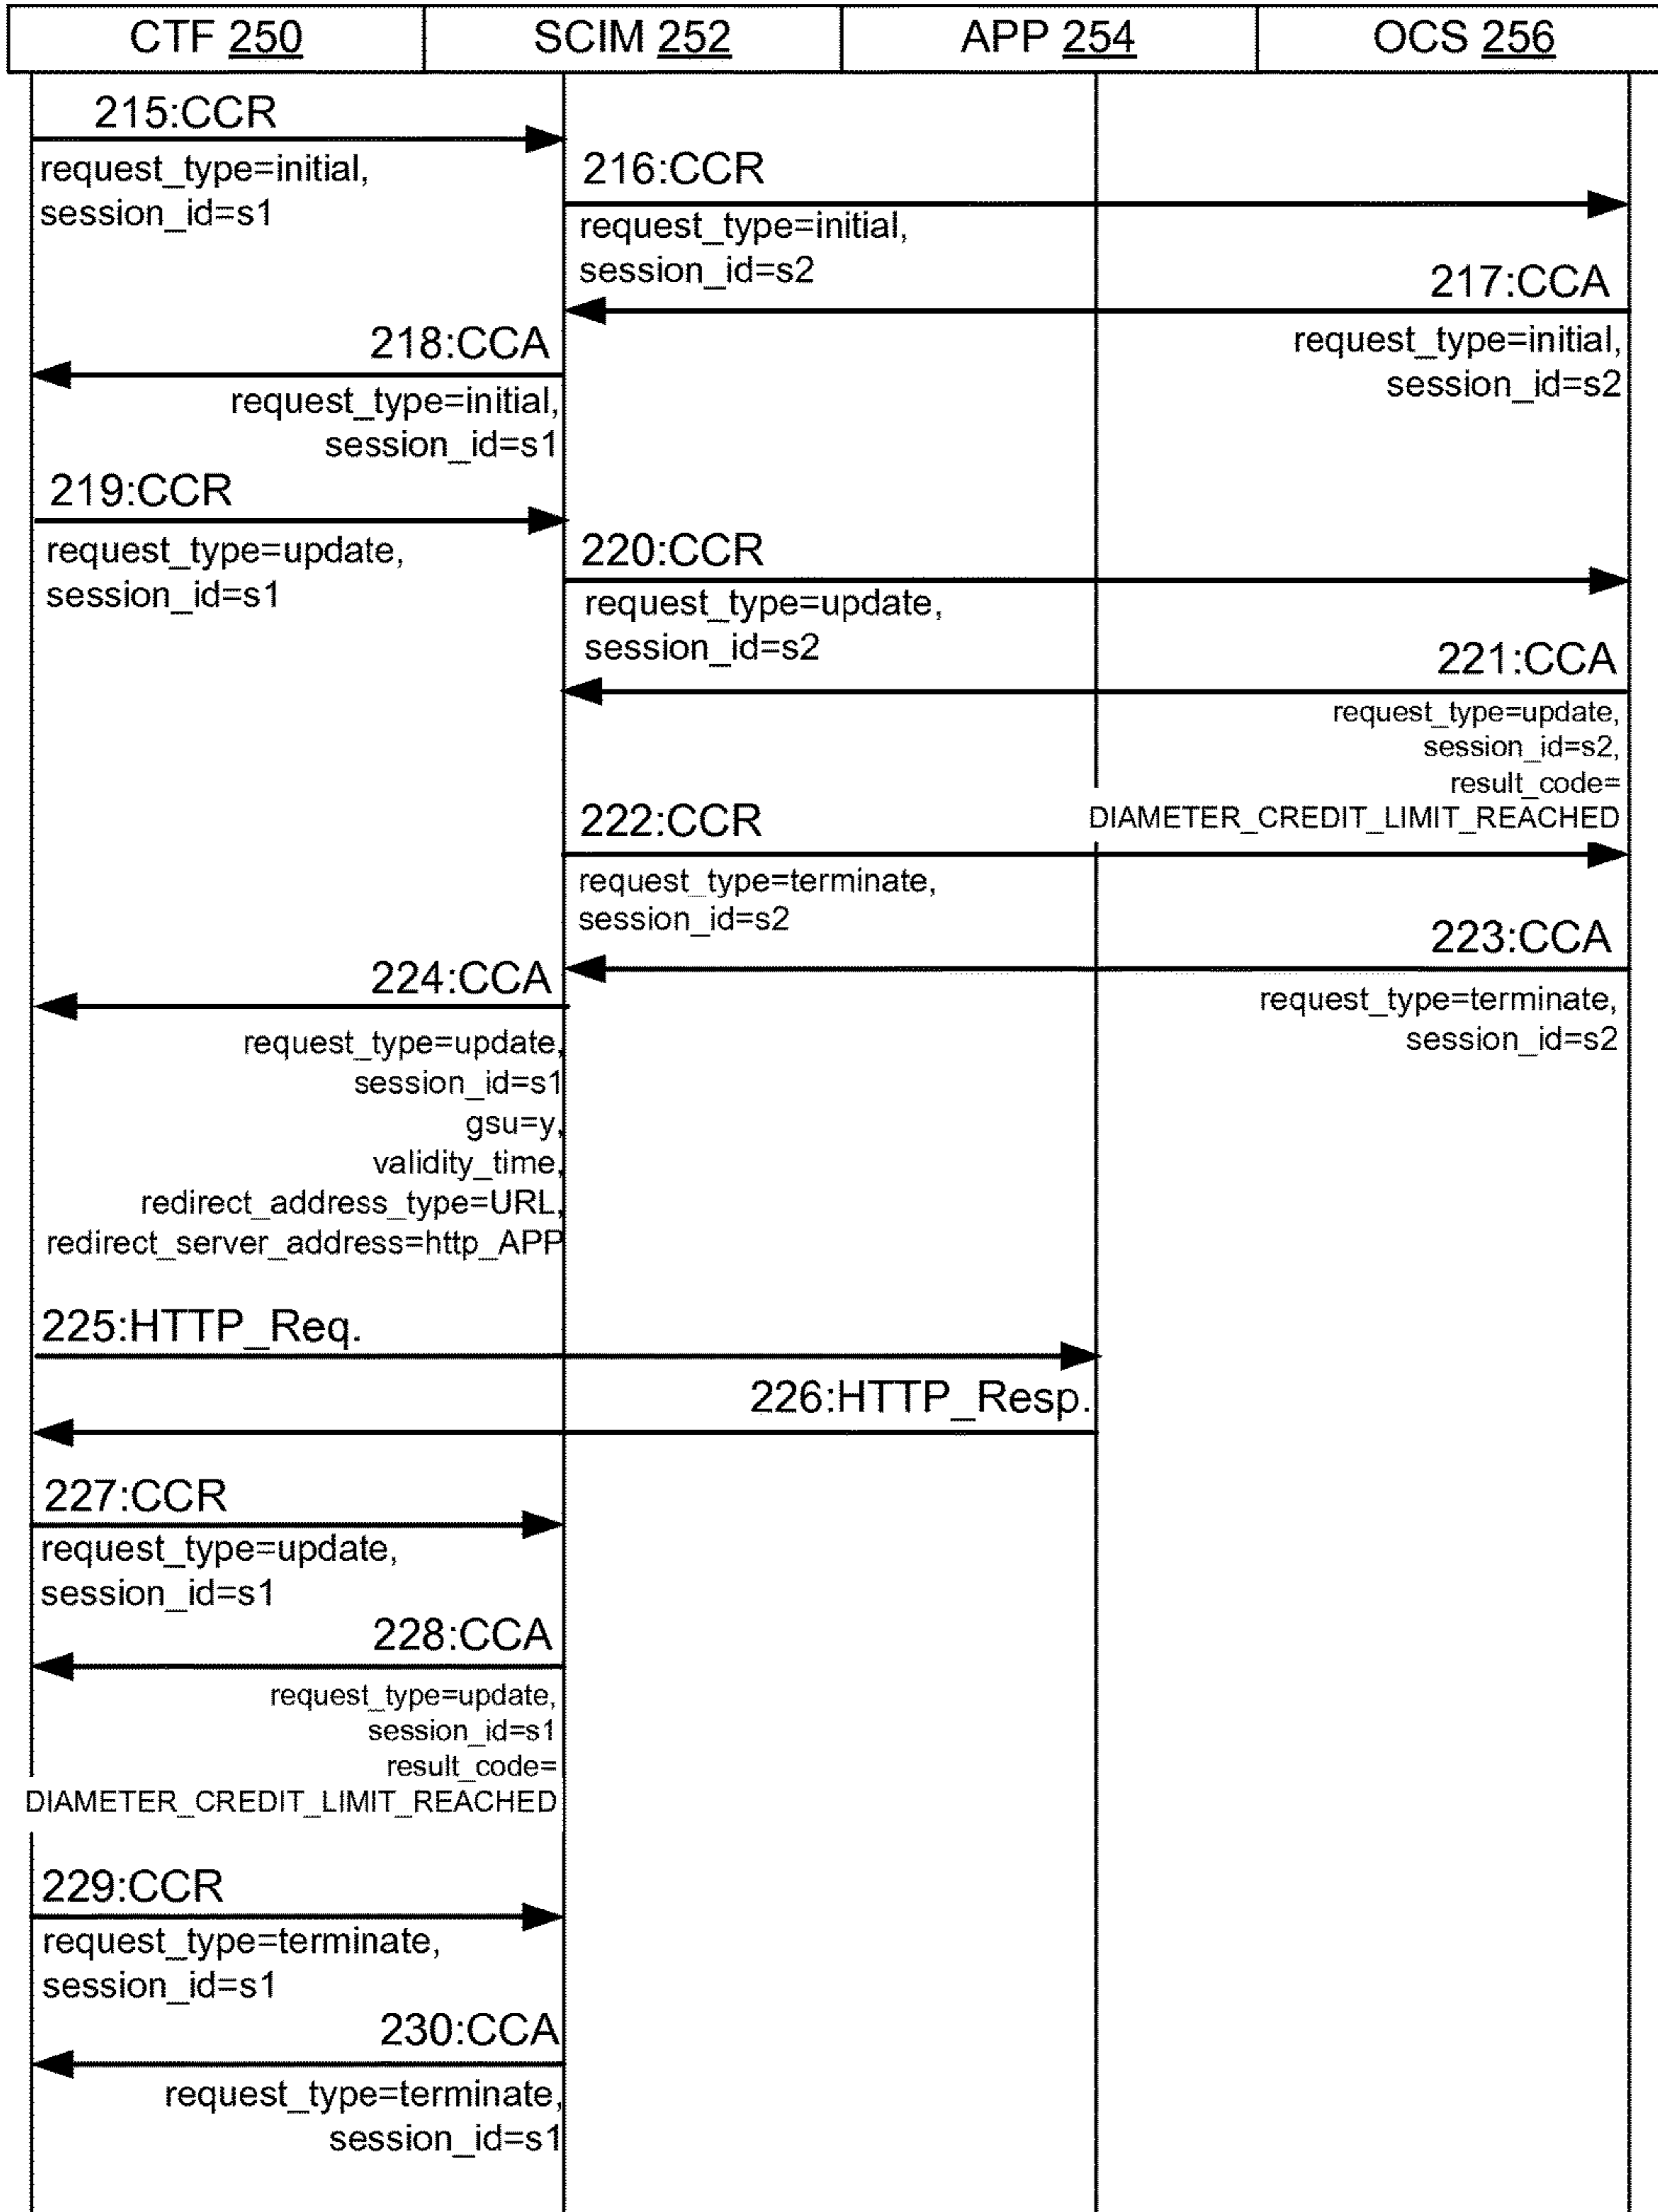 CTF 250
SCIM 252
APP 254
OCS 256
215:CCR
request_type=initial,
session_id=s1
216:CCR
request_type=initial,
session_id=s2
217:CCA
request_type=initial,
session_id=s2
218:CCA
request_type=initial,
session_id=s1
219:CCR
request_type=update,
session_id=s1
220:CCR
request_type=update,
session_id=s2
221:CCA
request_type=update,
session_id=s2,
result_code=
DIAMETER_CREDIT_LIMIT_REACHED
222:CCR
request_type=terminate,
session_id=s2
223:CCA
request_type=terminate,
session_id=s2
224:CCA
request_type=update,
session_id=s1
gsu=y,
validity_time,
redirect_address_type=URL,
redirect_server_address=http_APP
225:HTTP_Req.
226:HTTP_Resp.
227:CCR
request_type=update,
session_id=s1
228:CCA
request_type=update,
session_id=s1
result_code=
DIAMETER_CREDIT_LIMIT_REACHED
229:CCR
request_type=terminate,
session_id=s1
230:CCA
request_type=terminate,
session_id=s1